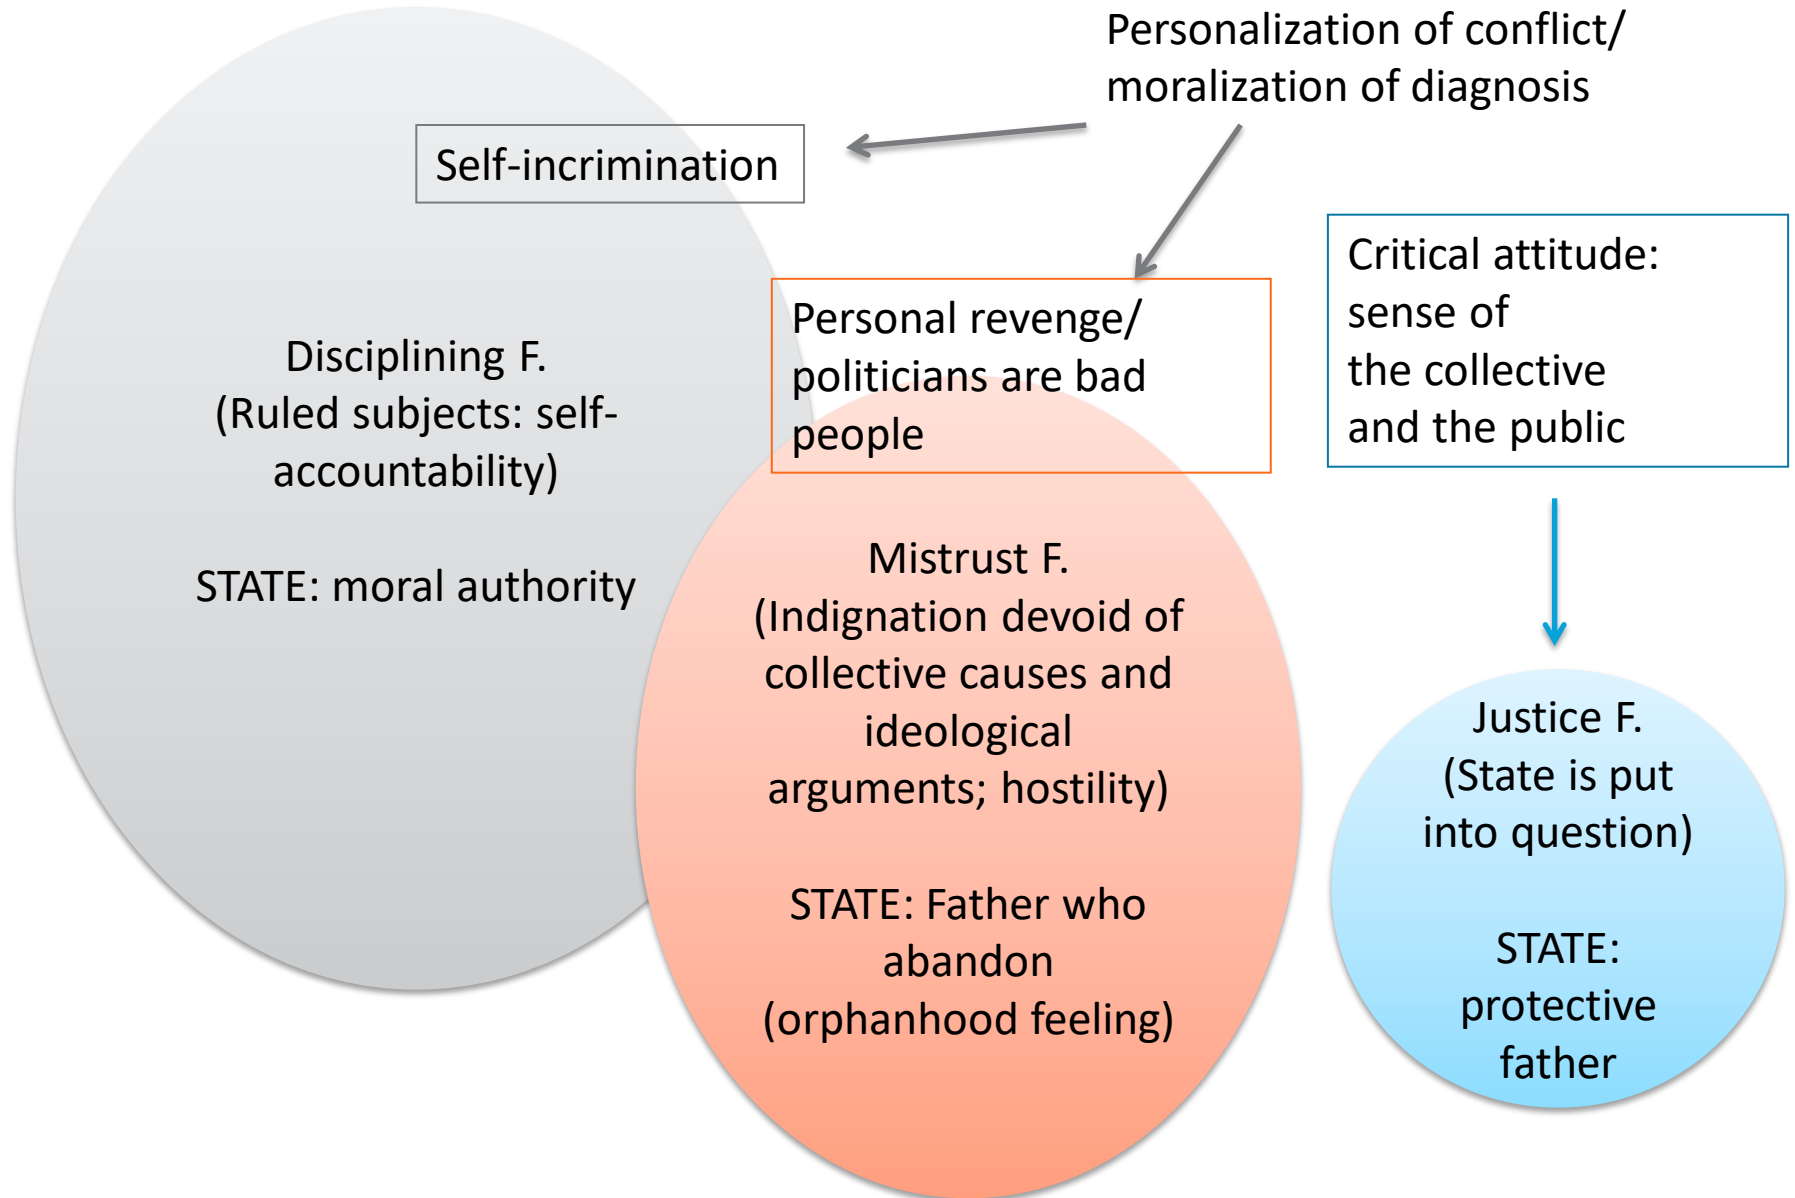 Personalization of conflict/
moralization of diagnosis
Self-incrimination
Critical attitude:
sense of
the collective
and the public
Personal revenge/
politicians are bad
people
Disciplining F.
(Ruled subjects: self-
accountability)
STATE: moral authority
Mistrust F.
(Indignation devoid of
collective causes and
ideological
arguments; hostility)
STATE: Father who
abandon
(orphanhood feeling)
Justice F.
(State is put
into question)
STATE:
protective
father